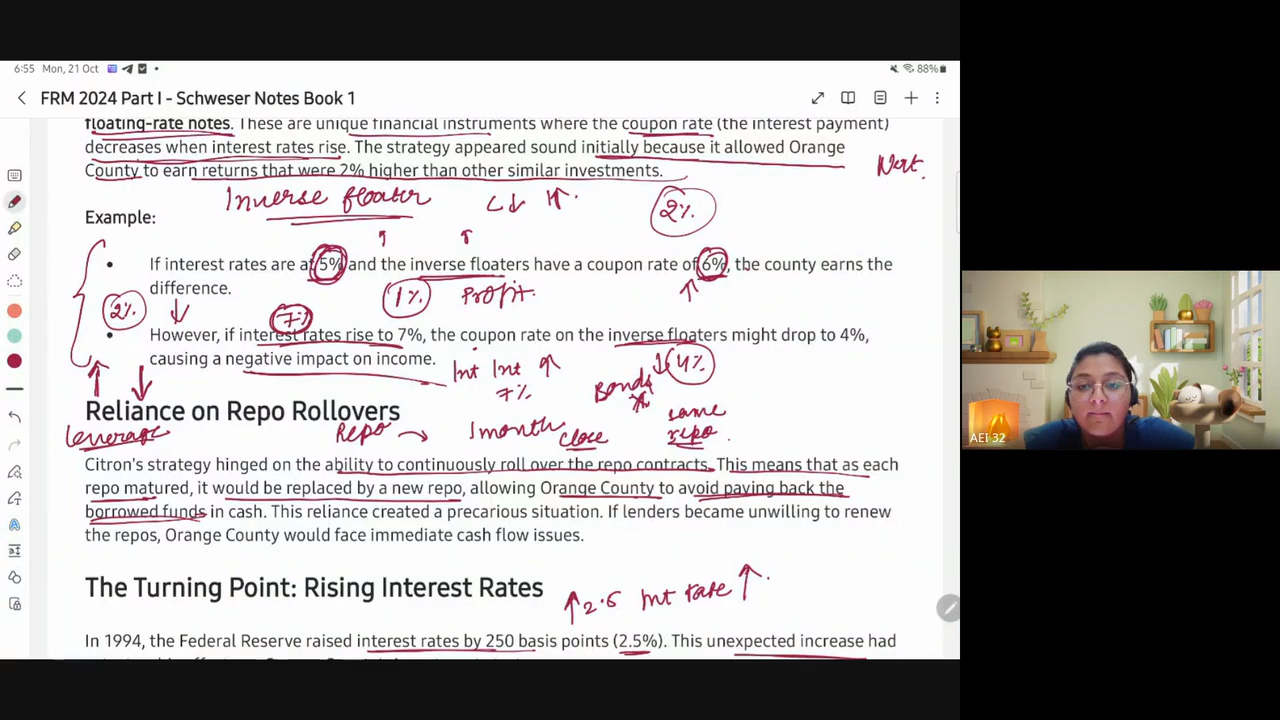 6:55 Mon, 21 Oct 88%
FRM 2024 Part I - Schweser Notes Book 1
floating-rate notes. These are unique financial instruments where the coupon rate (the interest payment)
decreases when interest rates rise. The strategy appeared sound initially because it allowed Orange
County to earn returns that were 2% higher than other similar investments.
Inverse floater
2%
Example:
If interest rates are at 5% and the inverse floaters have a coupon rate of 6%, the county earns the
difference.
2% 1% Profit.
7%
However, if interest rates rise to 7%, the coupon rate on the inverse floaters might drop to 4%,
causing a negative impact on income.
Int Int 7% Bonds 4%
Reliance on Repo Rollovers
leverage Repo 1month close same repo
Citron's strategy hinged on the ability to continuously roll over the repo contracts. This means that as each
repo matured, it would be replaced by a new repo, allowing Orange County to avoid paying back the
borrowed funds in cash. This reliance created a precarious situation. If lenders became unwilling to renew
the repos, Orange County would face immediate cash flow issues.
The Turning Point: Rising Interest Rates
2.5 Int rate
In 1994, the Federal Reserve raised interest rates by 250 basis points (2.5%). This unexpected increase had
AEI 32